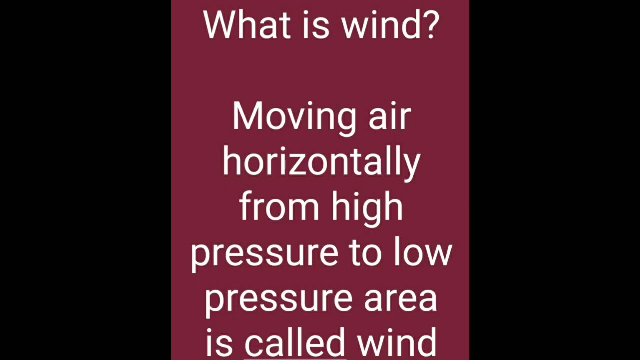 What is wind?
Moving air
horizontally
from high
pressure to low
pressure area
is called wind